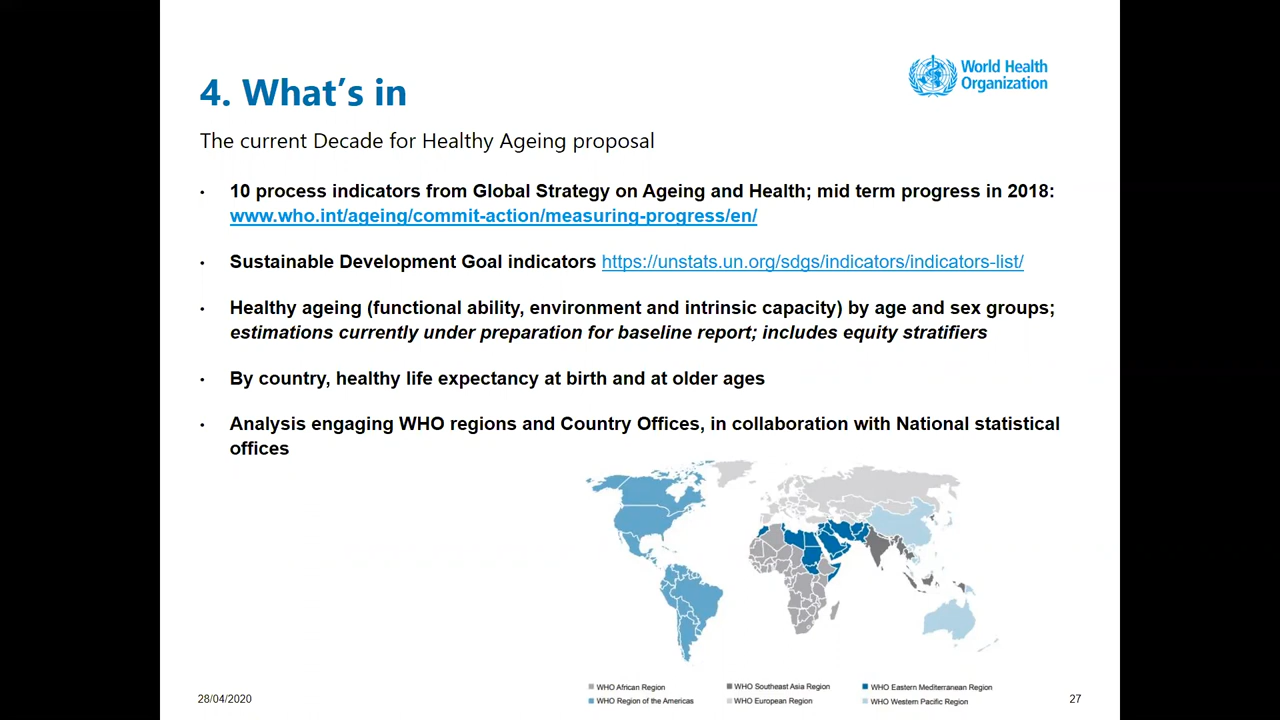 4. What's in
World Health
Organization
The current Decade for Healthy Ageing proposal
• 10 process indicators from Global Strategy on Ageing and Health; mid term progress in 2018:
www.who.int/ageing/commit-action/measuring-progress/en/
• Sustainable Development Goal indicators https://unstats.un.org/sdgs/indicators/indicators-list/
• Healthy ageing (functional ability, environment and intrinsic capacity) by age and sex groups;
estimations currently under preparation for baseline report; includes equity stratifiers
• By country, healthy life expectancy at birth and at older ages
• Analysis engaging WHO regions and Country Offices, in collaboration with National statistical
offices
WHO African Region
WHO Southeast Asia Region
WHO Eastern Mediterranean Region
WHO Region of the Americas
WHO European Region
WHO Western Pacific Region
28/04/2020
27